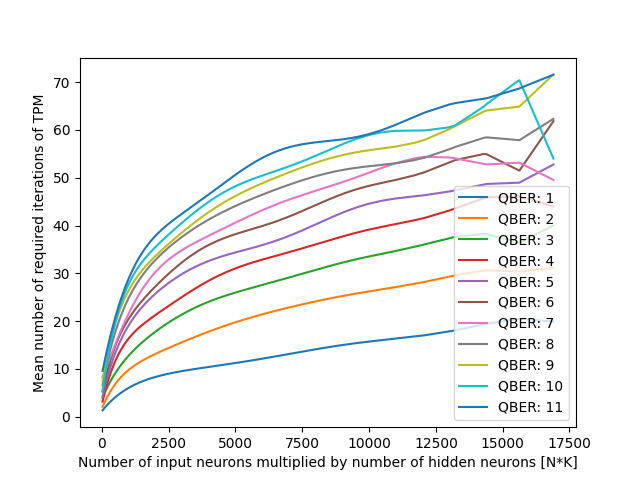 Mean number of required iterations of TPM
70
60
50
40
30
20
10
0
QBER: 1
QBER: 2
QBER: 3
QBER: 4
QBER: 5
QBER: 6
QBER: 7
QBER: 8
QBER: 9
QBER: 10
QBER: 11
0 2500 5000 7500 10000 12500 15000 17500
Number of input neurons multiplied by number of hidden neurons [N*K]